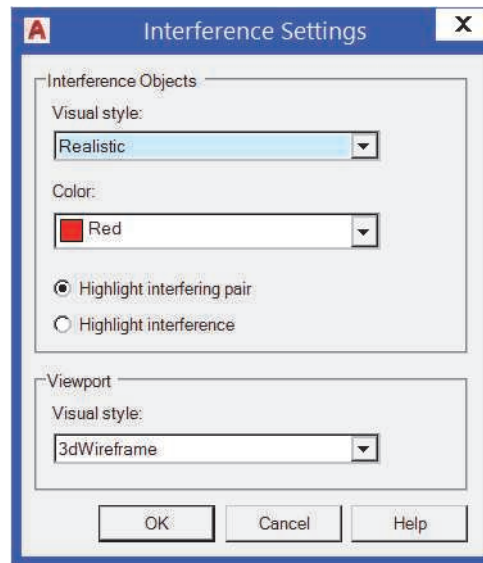 A Interference Settings X
Interference Objects
Visual style:
Realistic
Color:
Red
Highlight interfering pair
Highlight interference
Viewport
Visual style:
3dWireframe
OK Cancel Help